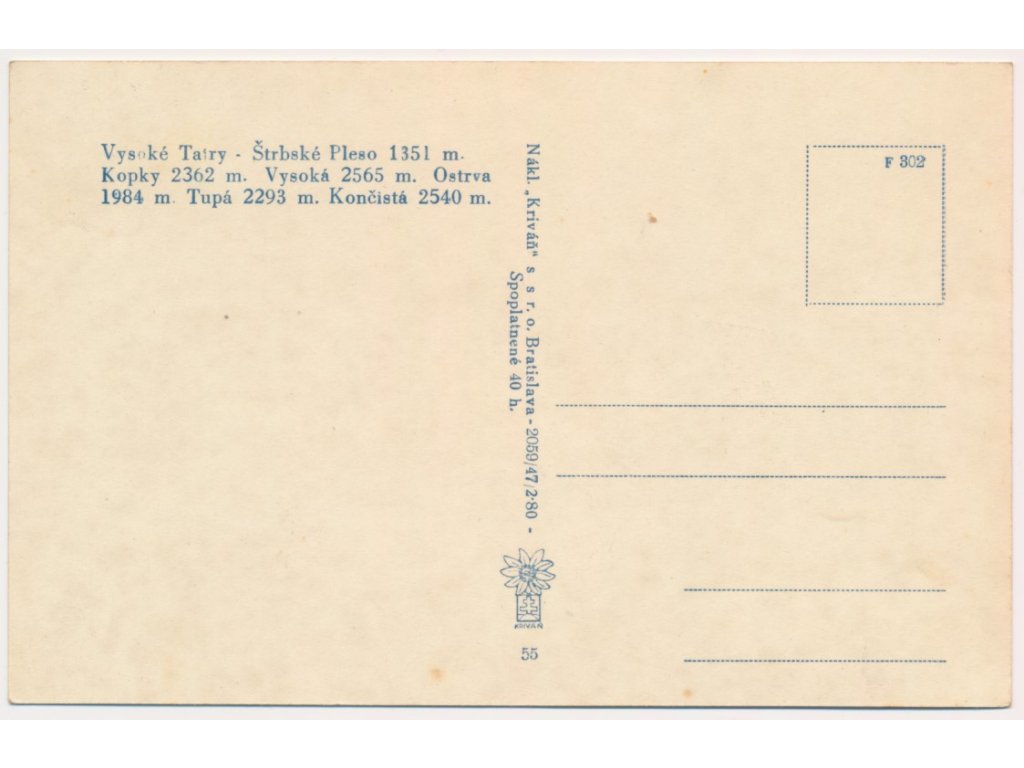 Vysoké Tatry - Štrbské Pleso 1351 m.
Kopky 2362 m. Vysoká 2565 m. Ostrva
1984 m. Tupá 2293 m. Končistá 2540 m.
Nákl. „Kriváň" s. s r. o. Bratislava - 2059/47/2·80 -
Spoplatnené 40 h.
KRIVÁŇ
55
F 302